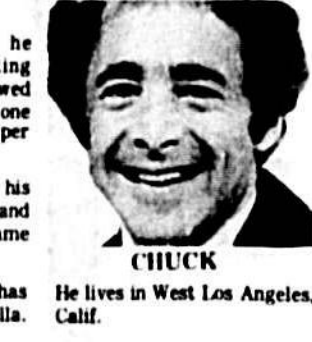 he
ing
wed
one
per
his
and
ame
has
lla.
CHUCK
He lives in West Los Angeles,
Calif.